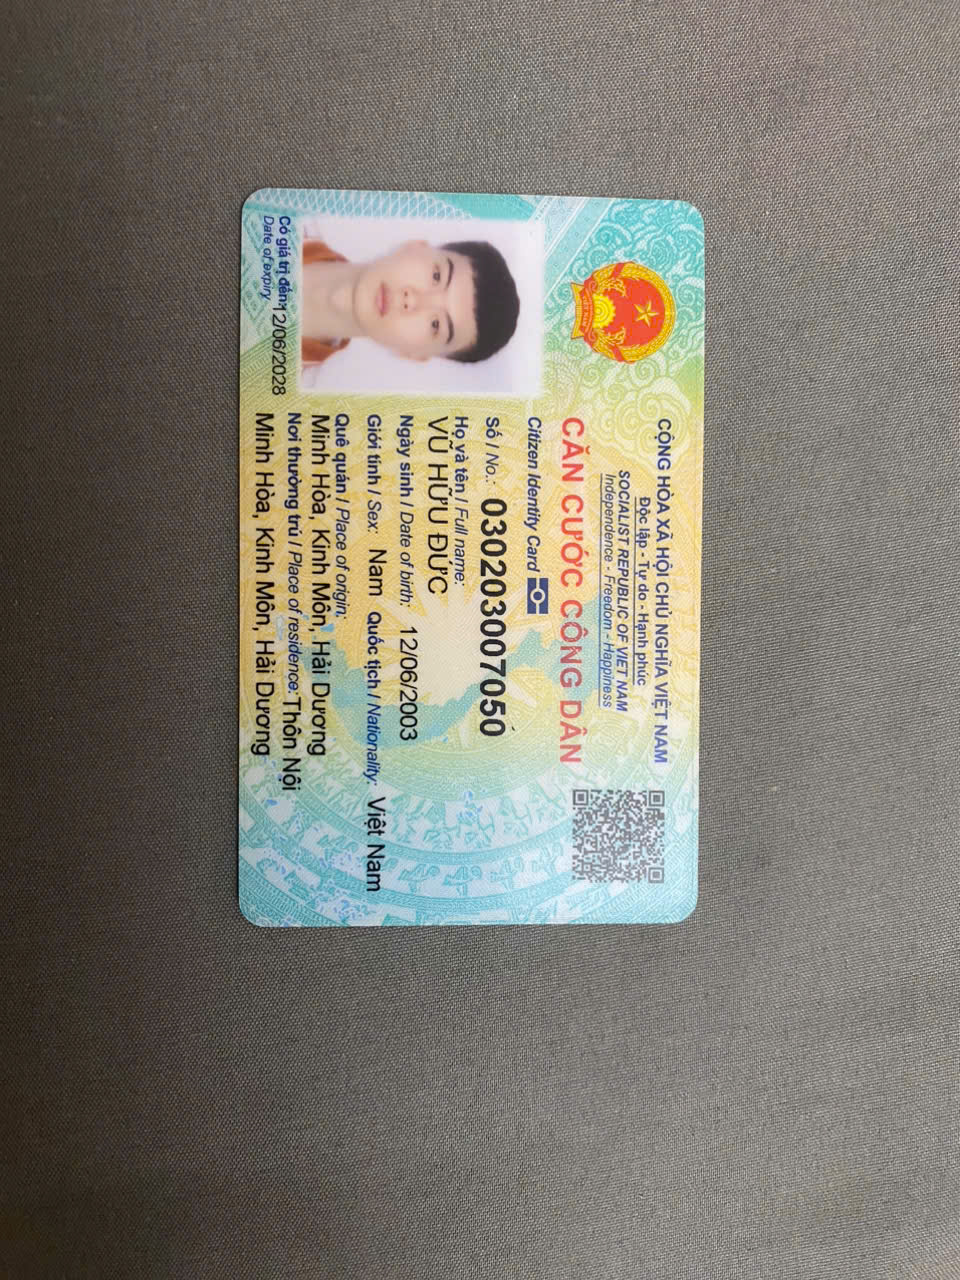 CỘNG HÒA XÃ HỘI CHỦ NGHĨA VIỆT NAM
Độc lập - Tự do - Hạnh phúc
SOCIALIST REPUBLIC OF VIET NAM
Independence - Freedom - Happiness
CĂN CƯỚC CÔNG DÂN
Citizen Identity Card
Số / No.: 030203007050
Họ và tên / Full name:
VŨ HỮU ĐỨC
Ngày sinh / Date of birth: 12/06/2003
Giới tính / Sex: Nam Quốc tịch / Nationality: Việt Nam
Quê quán / Place of origin:
Minh Hòa, Kinh Môn, Hải Dương
Nơi thường trú / Place of residence: Thôn Nội
Minh Hòa, Kinh Môn, Hải Dương
Có giá trị đến: 12/06/2028
Date of expiry